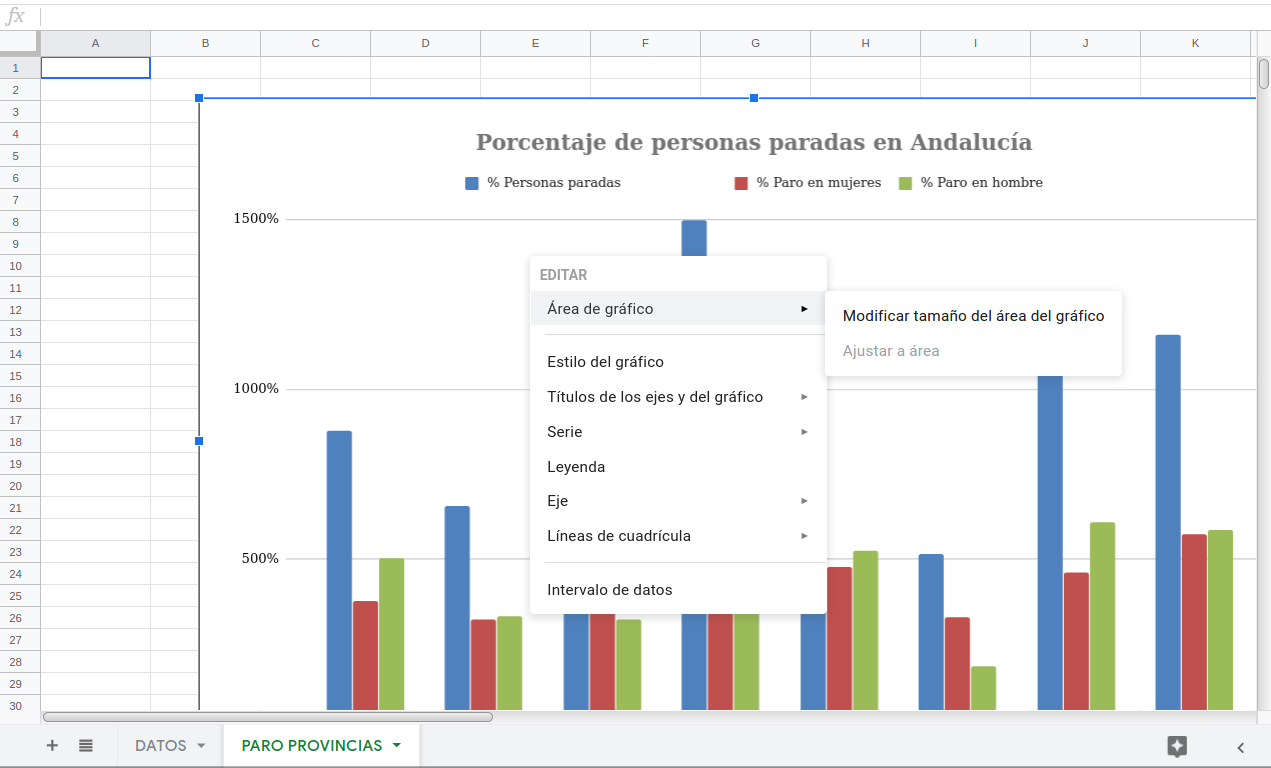 fx
A B C D E F G H I J K
1
2
3
4
5
6
7
8
9
10
11
12
13
14
15
16
17
18
19
20
21
22
23
24
25
26
27
28
29
30
Porcentaje de personas paradas en Andalucía
% Personas paradas % Paro en mujeres % Paro en hombre
1500%
1000%
500%
EDITAR
Área de gráfico
Estilo del gráfico
Títulos de los ejes y del gráfico
Serie
Leyenda
Eje
Líneas de cuadrícula
Intervalo de datos
Modificar tamaño del área del gráfico
Ajustar a área
DATOS PARO PROVINCIAS